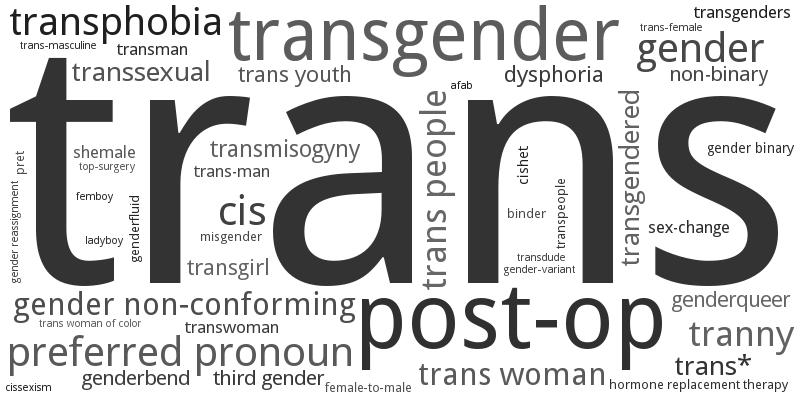 transphobia
transgender
transgenders
trans-female
trans-masculine
transman
gender
transsexual
trans youth
dysphoria
non-binary
afab
trans
shemale
top-surgery
pret
transmisogyny
trans-man
trans people
cishet
transgendered
gender binary
gender reassignment
femboy
genderfluid
cis
binder
transpeople
ladyboy
misgender
sex-change
transgirl
transdude
gender-variant
gender non-conforming
post-op
genderqueer
trans woman of color
transwoman
tranny
preferred pronoun
trans*
cissexism
genderbend
third gender
female-to-male
trans woman
hormone replacement therapy